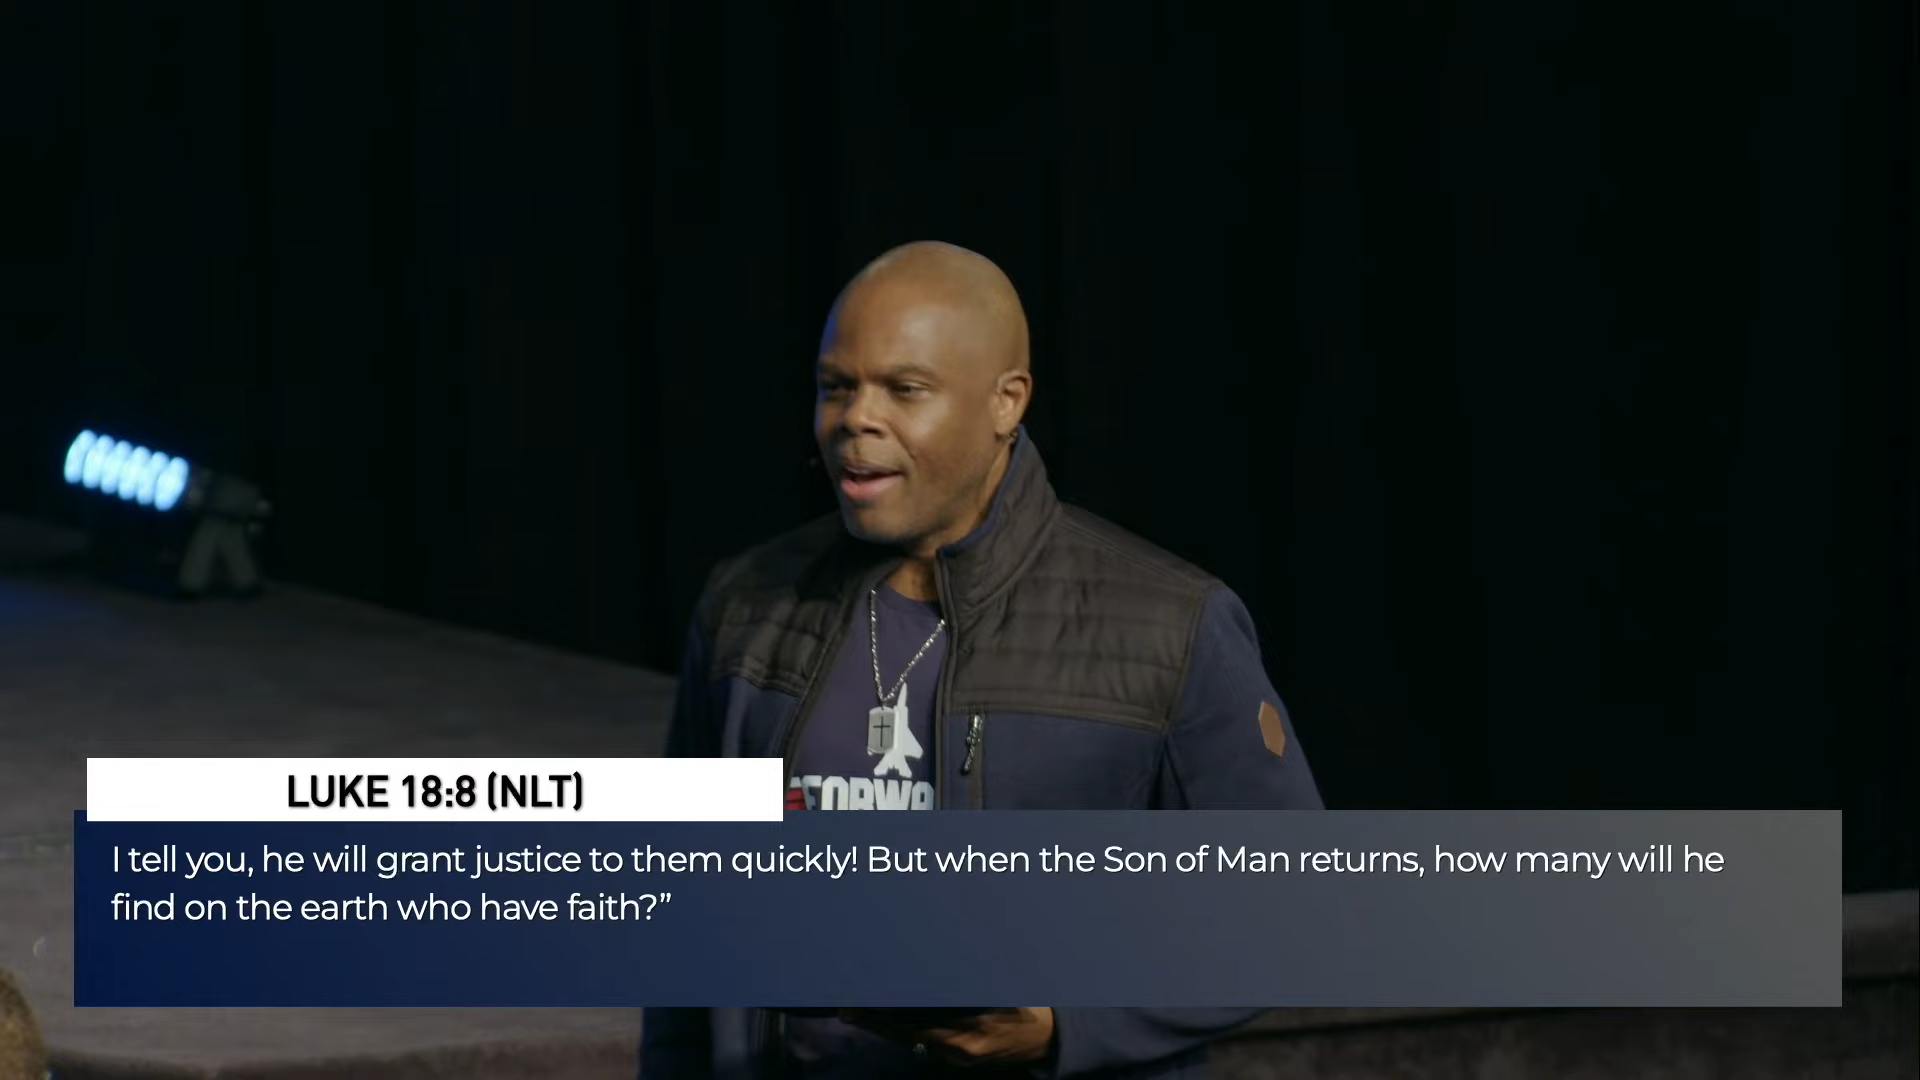 FORWA
LUKE 18:8 (NLT)
I tell you, he will grant justice to them quickly! But when the Son of Man returns, how many will he
find on the earth who have faith?”